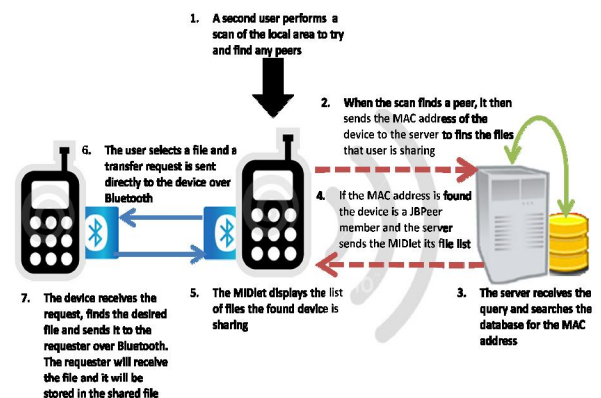 1. A second user performs a
scan of the local area to try
and find any peers
2. When the scan finds a peer, it then
sends the MAC address of the
device to the server to fins the files
that user is sharing
6. The user selects a file and a
transfer request is sent
directly to the device over
Bluetooth
4. If the MAC address is found
the device is a JBPeer
member and the server
sends the MIDlet its file list
7. The device receives the
request, finds the desired
file and sends it to the
requester over Bluetooth.
The requester will receive
the file and it will be
stored in the shared file
5. The MIDlet displays the list
of files the found device is
sharing
3. The server receives the
query and searches the
database for the MAC
address